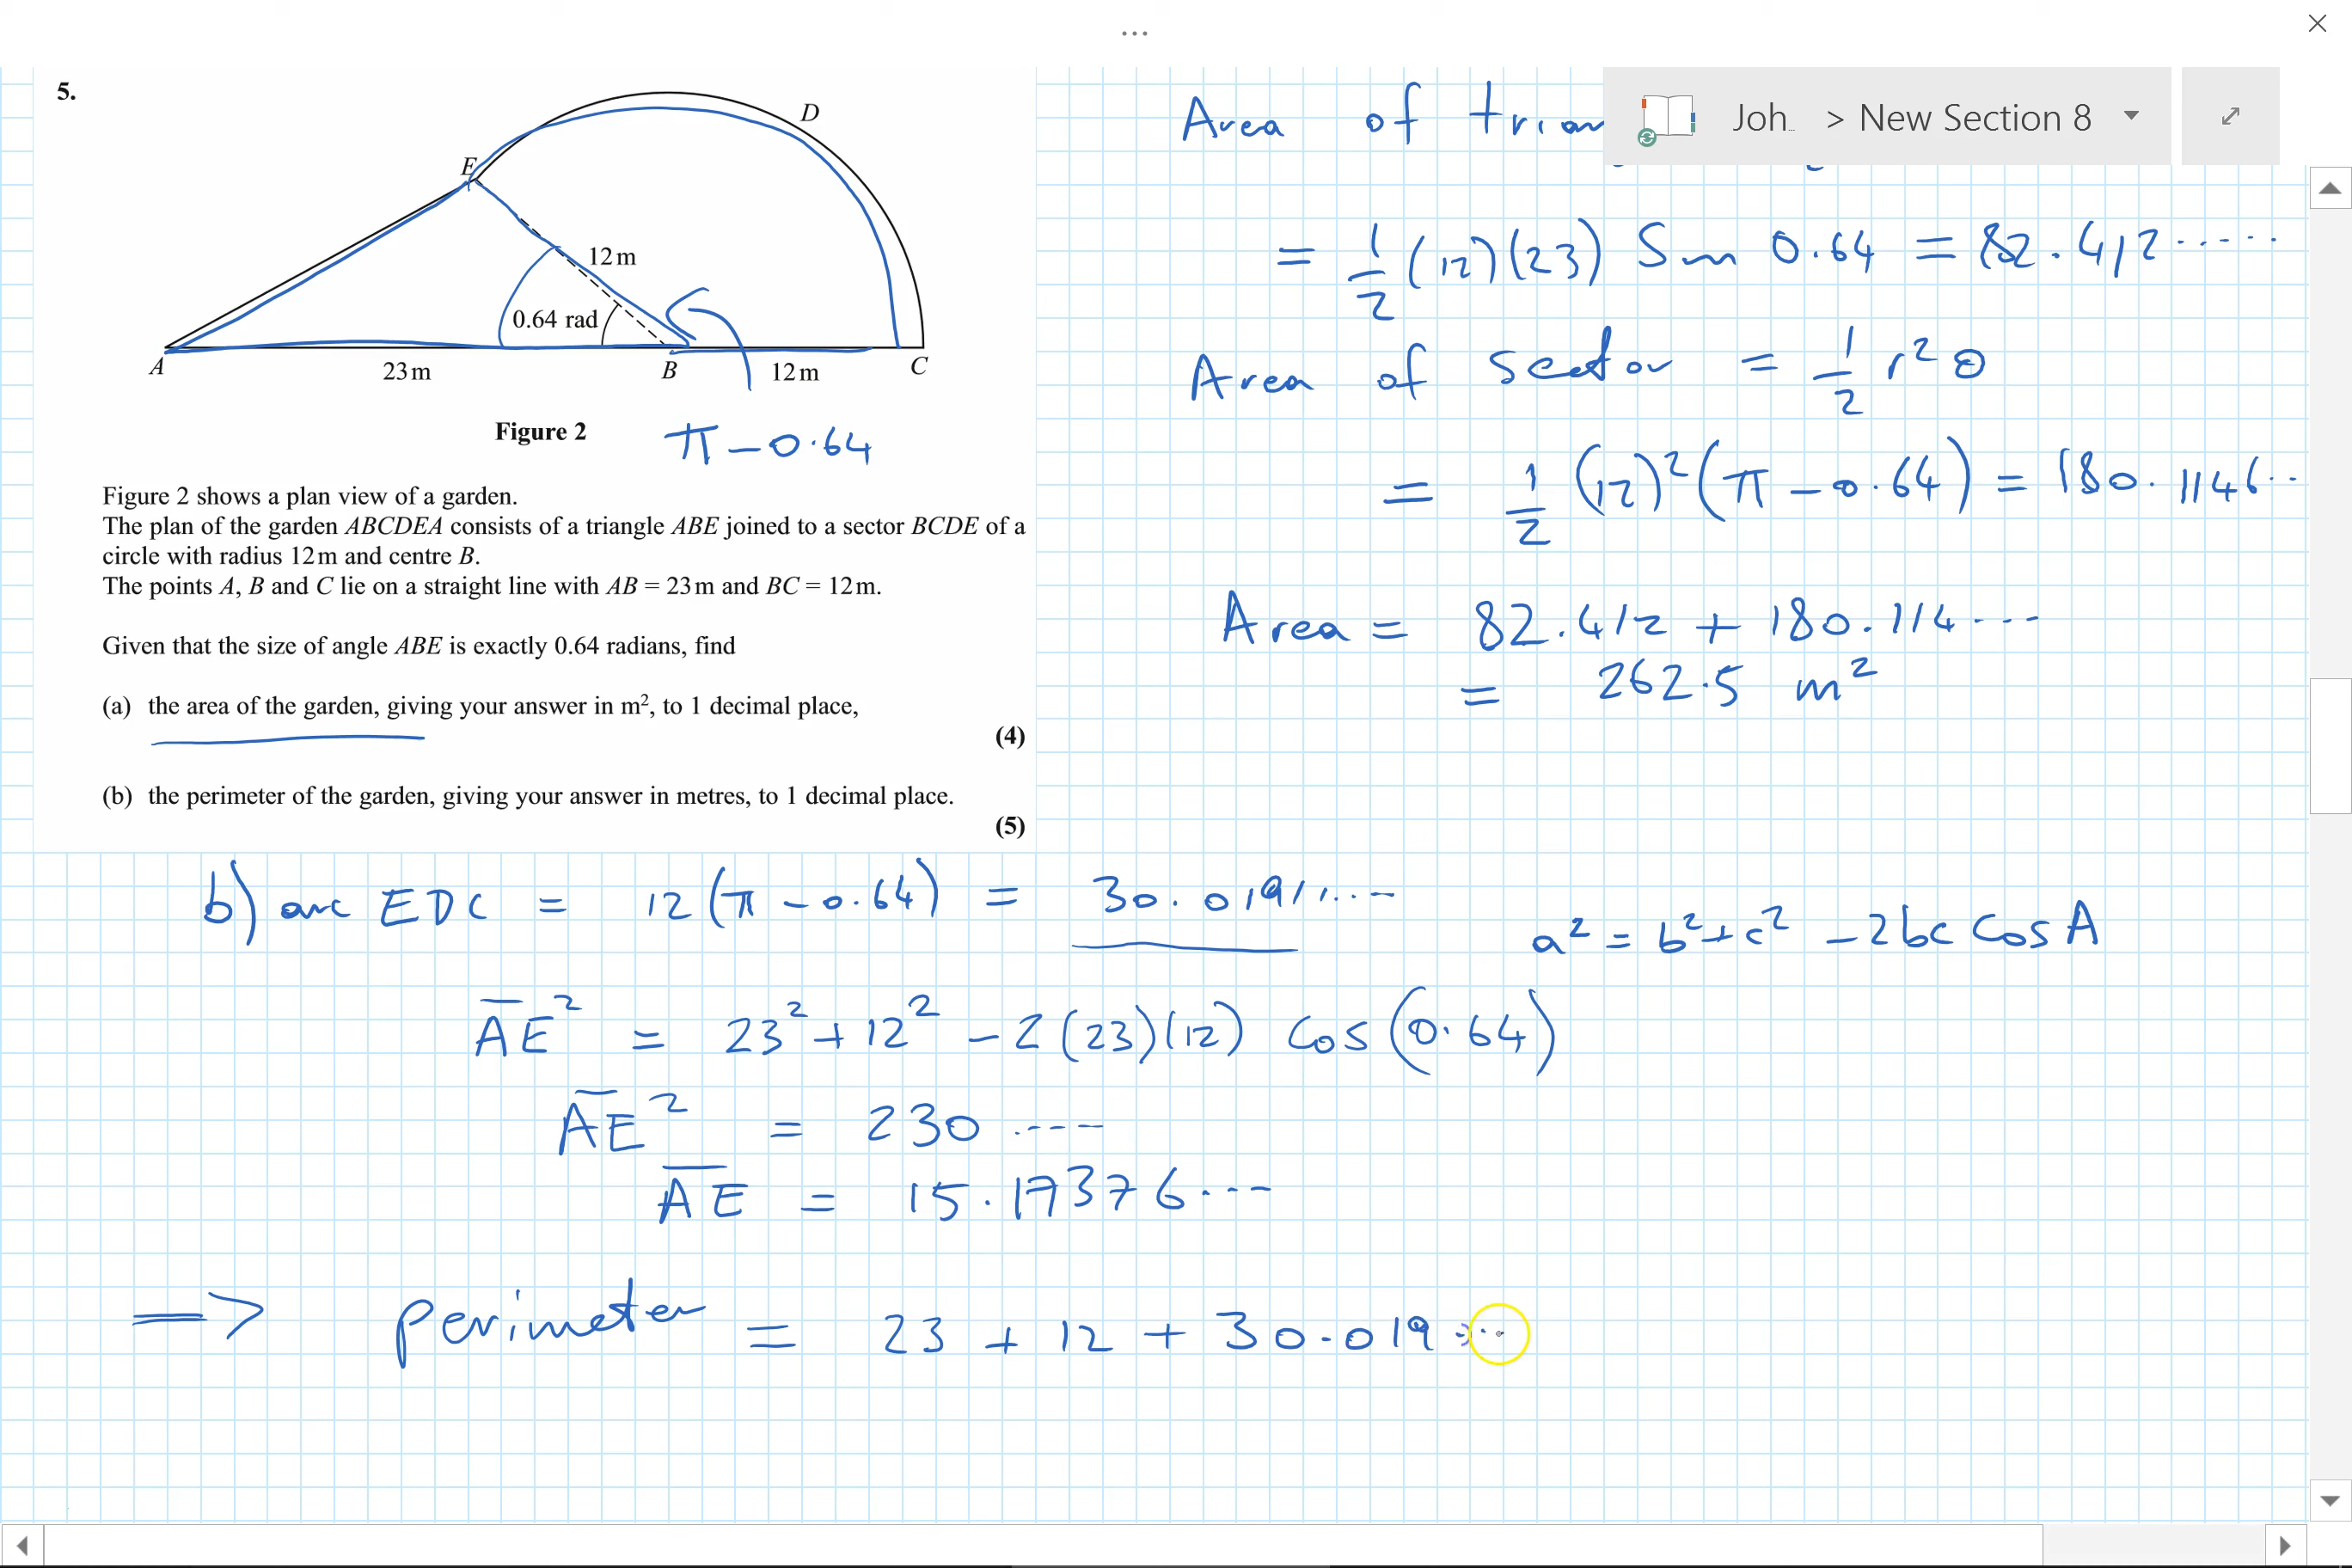 ...
Joh... > New Section 8
5.
D
E
12 m
0.64 rad
A
23 m
B
12 m
C
Figure 2
π − 0.64
Figure 2 shows a plan view of a garden.
The plan of the garden ABCDEA consists of a triangle ABE joined to a sector BCDE of a
circle with radius 12 m and centre B.
The points A, B and C lie on a straight line with AB = 23 m and BC = 12 m.
Given that the size of angle ABE is exactly 0.64 radians, find
(a) the area of the garden, giving your answer in m², to 1 decimal place,
(4)
(b) the perimeter of the garden, giving your answer in metres, to 1 decimal place.
(5)
Area of
= 1/2 (12)(23) Sin 0.64 = 82.412.....
Area of sector = 1/2 r²θ
= 1/2 (12)² (π − 0.64) = 180.1146..
Area = 82.412 + 180.114...
= 262.5 m²
b) arc EDC = 12(π − 0.64) = 30.01911...
a² = b² + c² − 2bc Cos A
AE² = 23² + 12² − 2(23)(12) Cos(0.64)
AE² = 230.....
AE = 15.17376...
=> perimeter = 23 + 12 + 30.019...